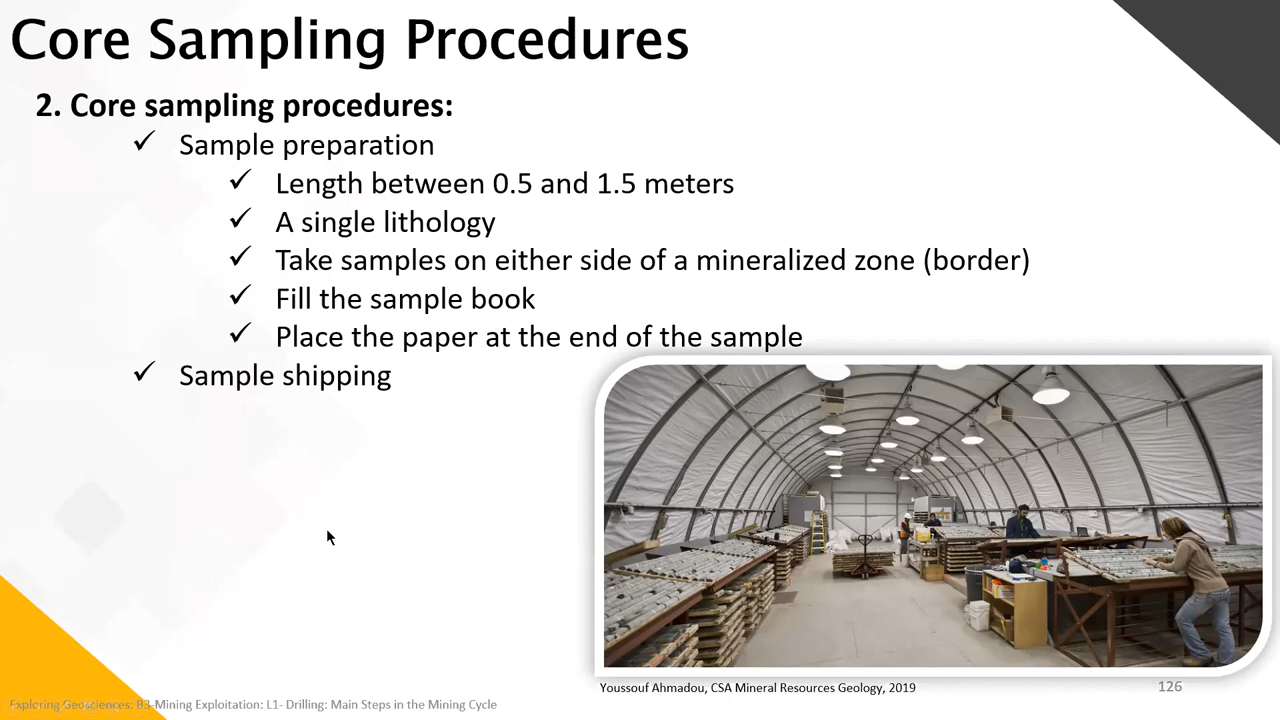 Core Sampling Procedures
2. Core sampling procedures:
✓ Sample preparation
✓ Length between 0.5 and 1.5 meters
✓ A single lithology
✓ Take samples on either side of a mineralized zone (border)
✓ Fill the sample book
✓ Place the paper at the end of the sample
✓ Sample shipping
Youssouf Ahmadou, CSA Mineral Resources Geology, 2019
126
Exploring Geosciences: B3-Mining Exploitation: L1- Drilling: Main Steps in the Mining Cycle